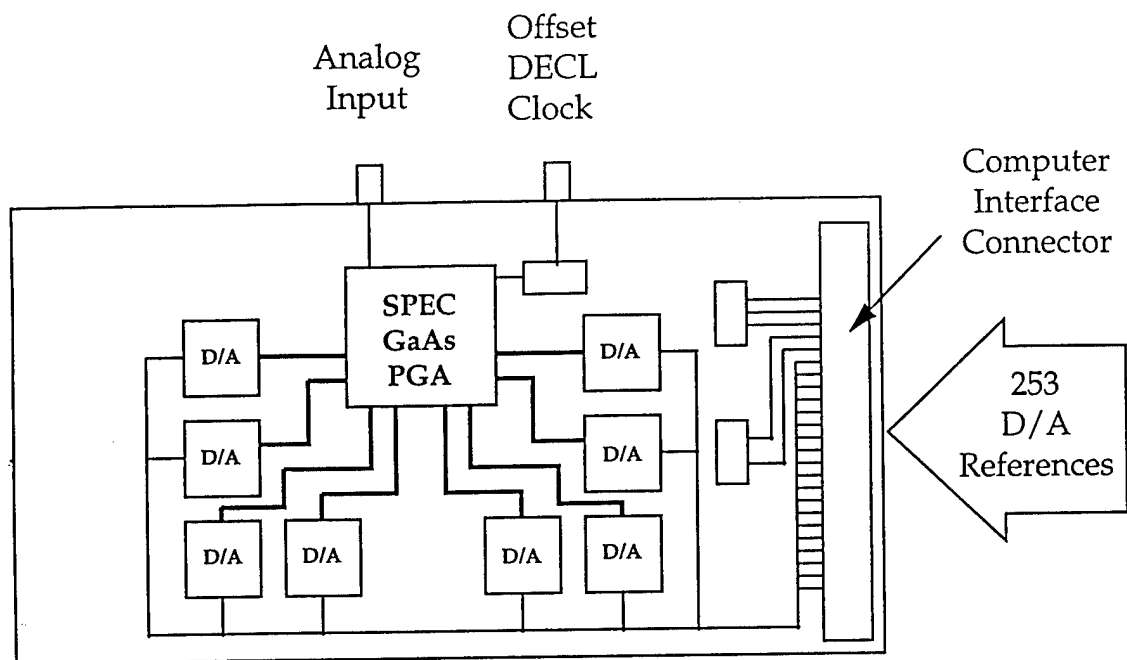 Analog
Input
Offset
DECL
Clock
Computer
Interface
Connector
SPEC
GaAs
PGA
D/A
D/A
D/A
D/A
D/A
D/A
D/A
D/A
253
D/A
References